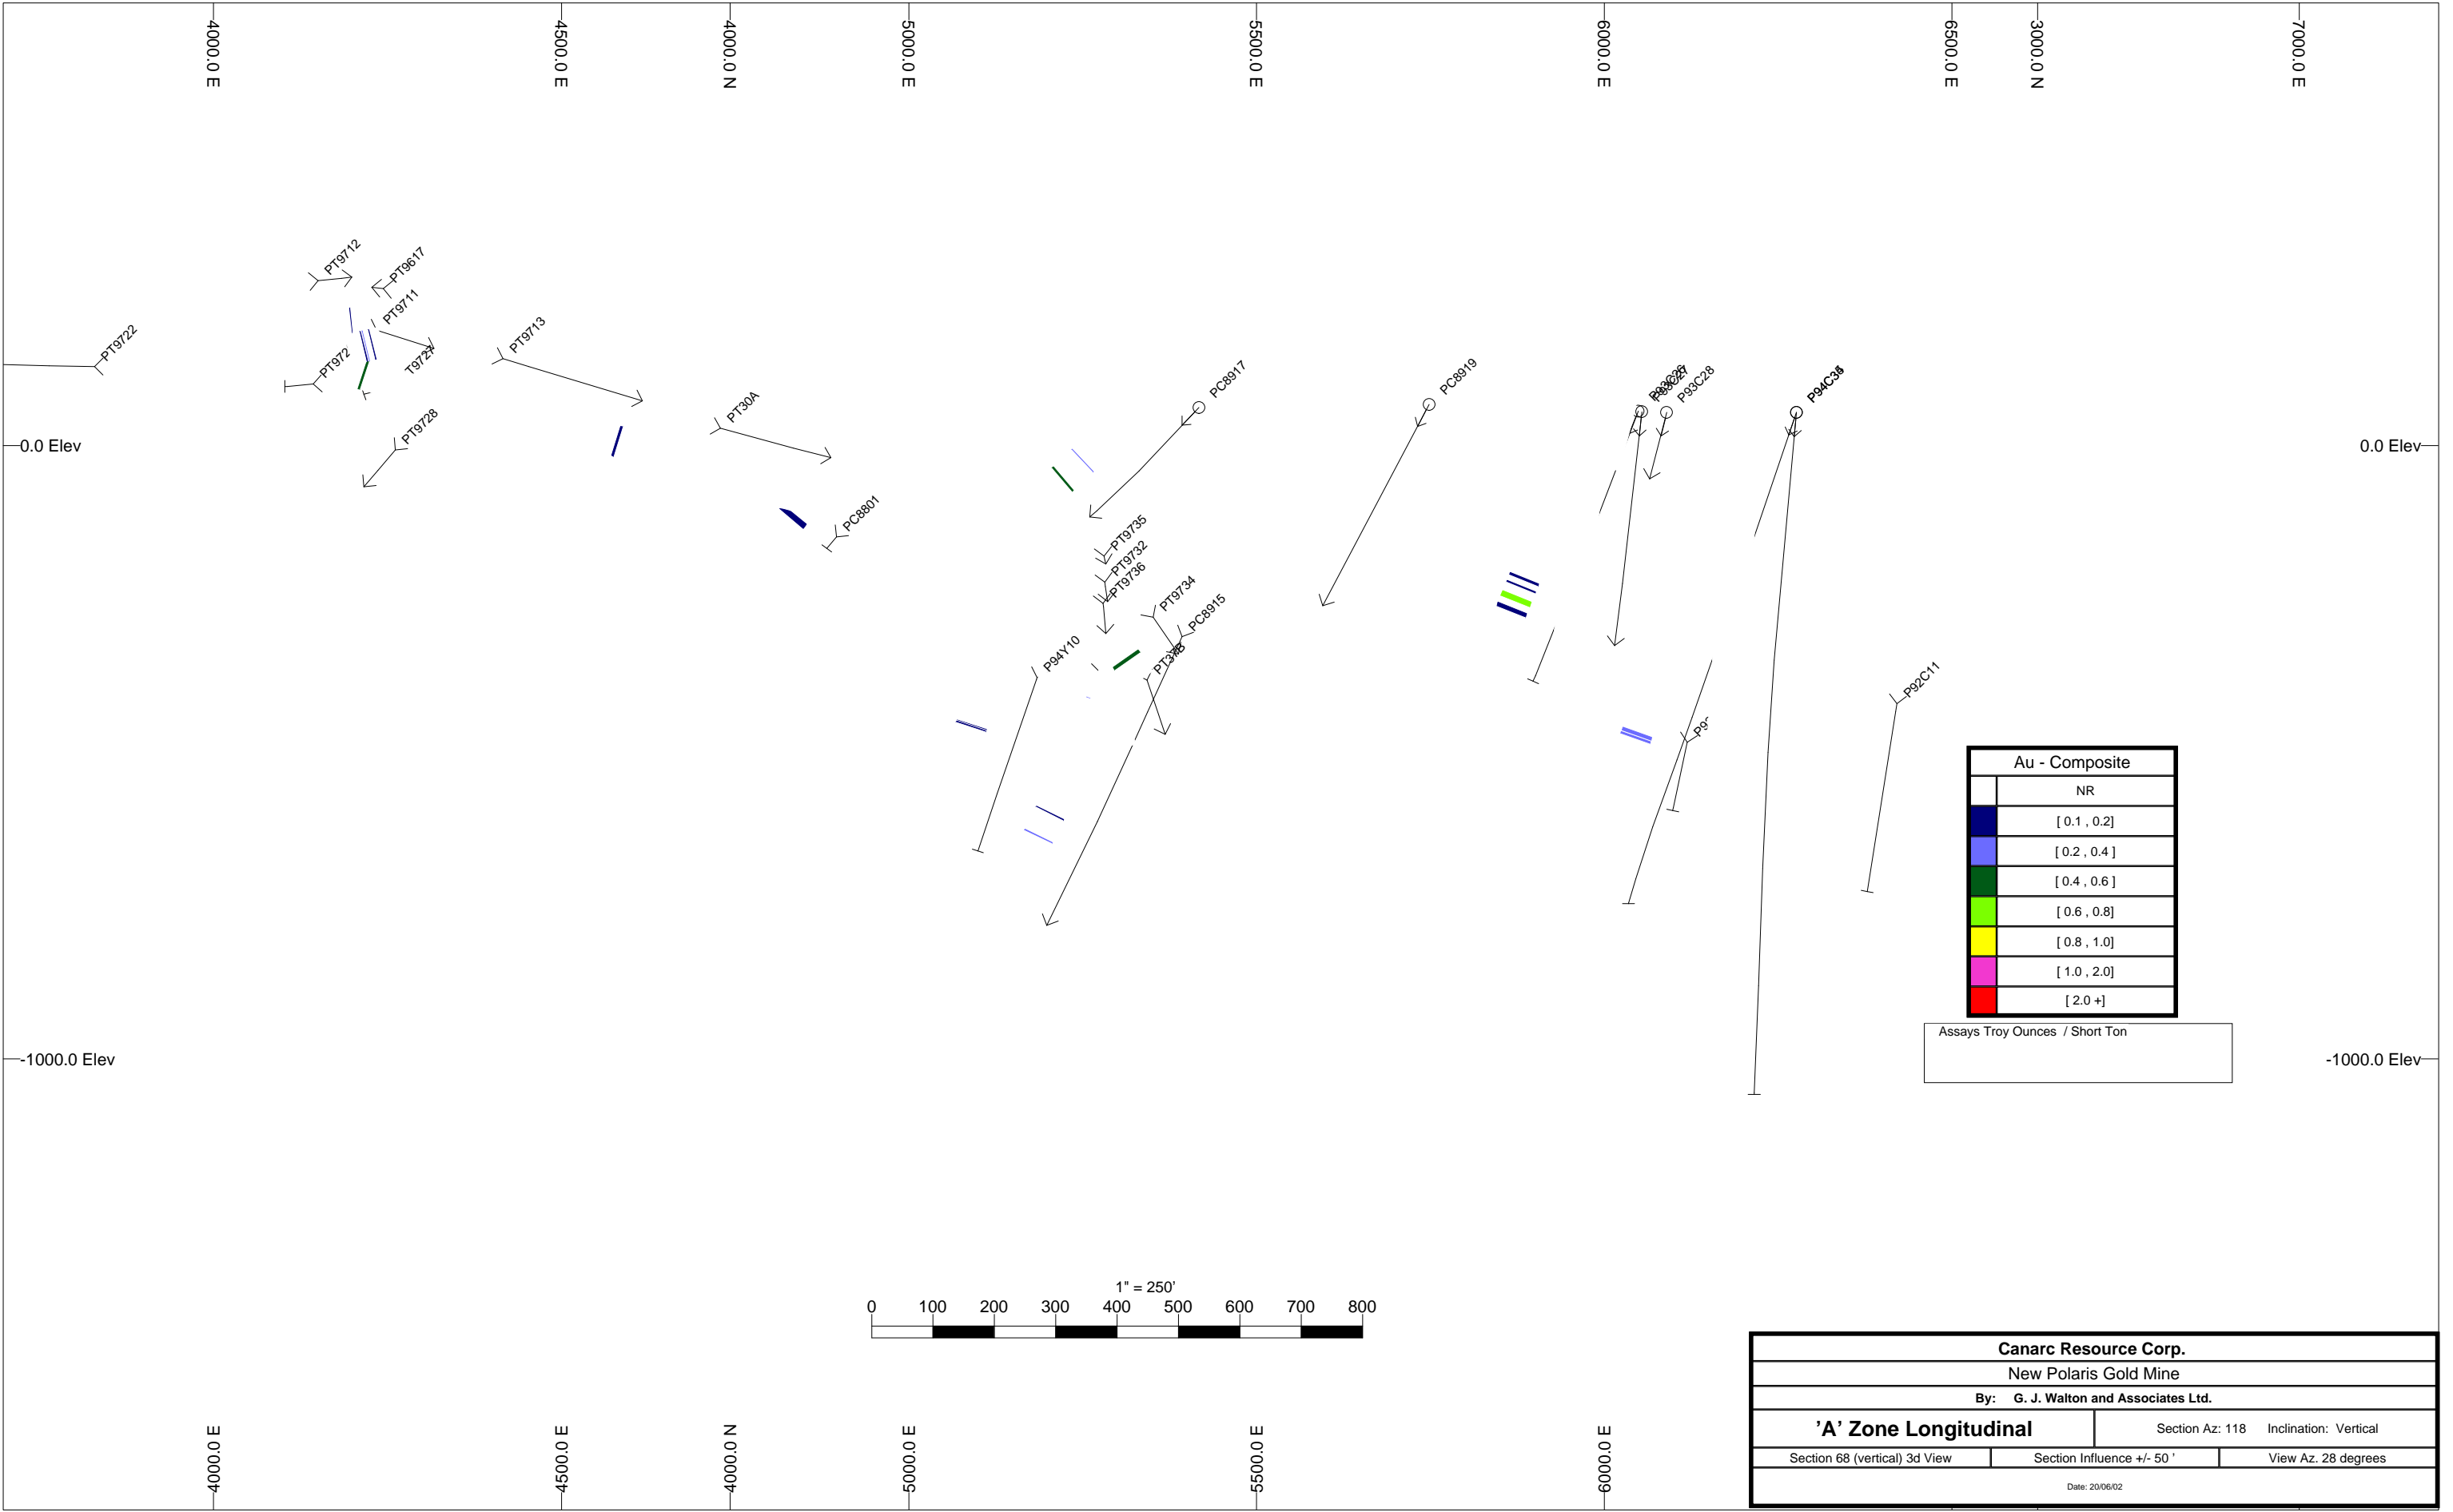 4000.0 E
4500.0 E
4000.0 N
5000.0 E
5500.0 E
6000.0 E
6500.0 E
3000.0 N
7000.0 E
PT9712
PT9617
PT9711
PT9722
PT972
T9727
PT9713
PT9728
PT30A
PC8801
PC8917
PC8919
P93C27
P93C28
0.0 Elev
0.0 Elev
PT9735
PT9732
PT9736
PT9734
PC8915
P94Y10
P92C11
Au - Composite
NR
[ 0.1 , 0.2]
[ 0.2 , 0.4 ]
[ 0.4 , 0.6 ]
[ 0.6 , 0.8]
[ 0.8 , 1.0]
[ 1.0 , 2.0]
[ 2.0 +]
Assays Troy Ounces / Short Ton
-1000.0 Elev
-1000.0 Elev
1" = 250'
0 100 200 300 400 500 600 700 800
Canarc Resource Corp.
New Polaris Gold Mine
By: G. J. Walton and Associates Ltd.
'A' Zone Longitudinal
Section Az: 118 Inclination: Vertical
Section 68 (vertical) 3d View
Section Influence +/- 50 '
View Az. 28 degrees
Date: 20/06/02
4000.0 E
4500.0 E
4000.0 N
5000.0 E
5500.0 E
6000.0 E